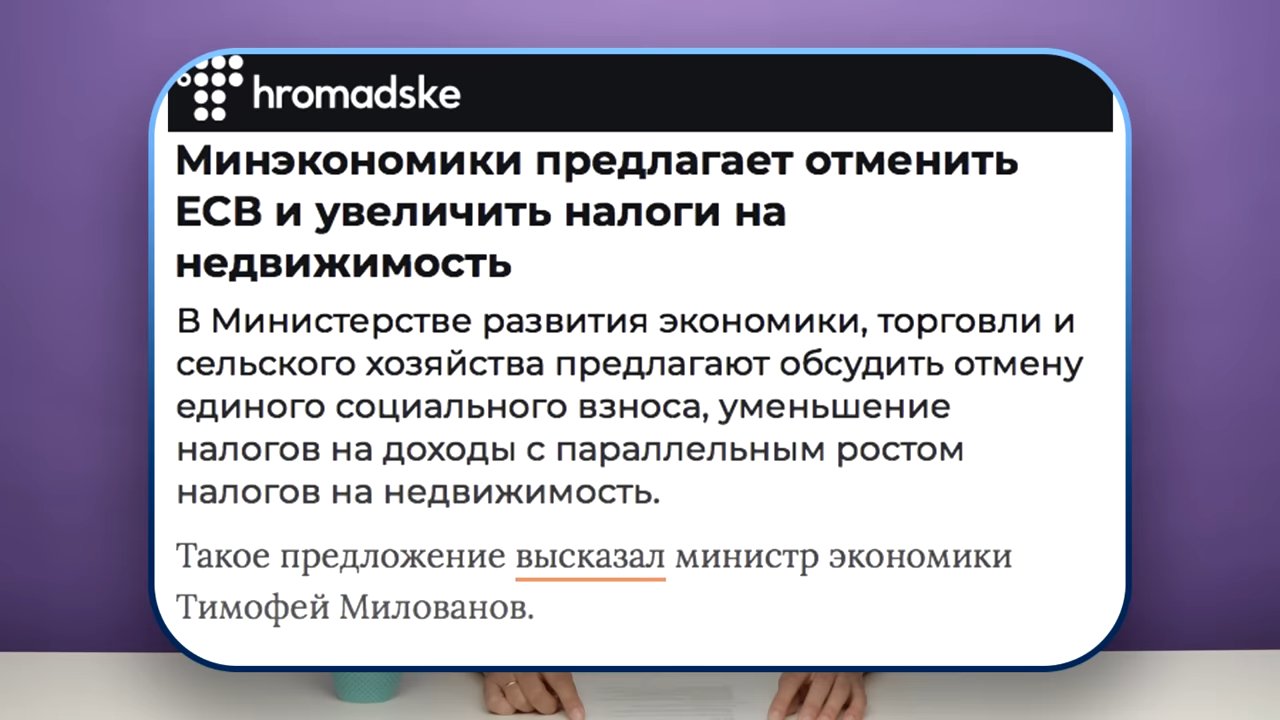 hromadske
Минэкономики предлагает отменить
ЕСВ и увеличить налоги на
недвижимость
В Министерстве развития экономики, торговли и
сельского хозяйства предлагают обсудить отмену
единого социального взноса, уменьшение
налогов на доходы с параллельным ростом
налогов на недвижимость.
Такое предложение высказал министр экономики
Тимофей Милованов.